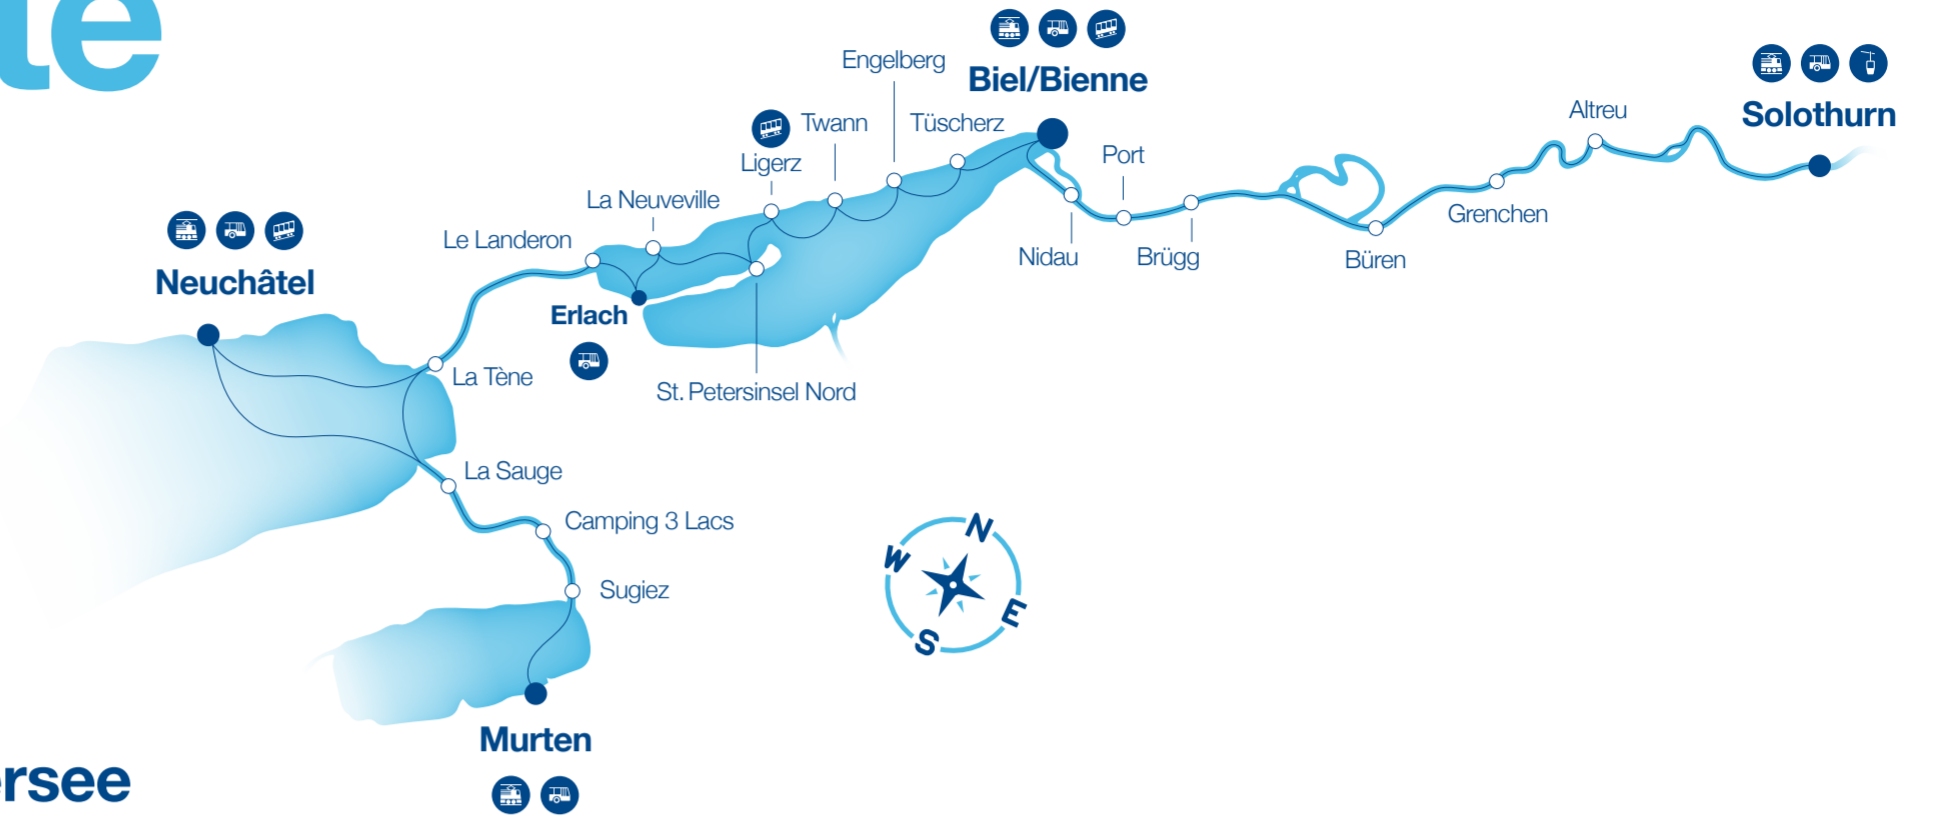 te
Engelberg
Biel/Bienne
Solothurn
Altreu
Twann
Tüscherz
Ligerz
Port
La Neuveville
Grenchen
Le Landeron
Nidau
Brügg
Büren
Neuchâtel
Erlach
La Tène
St. Petersinsel Nord
La Sauge
Camping 3 Lacs
N
W
E
S
Sugiez
Murten
ersee